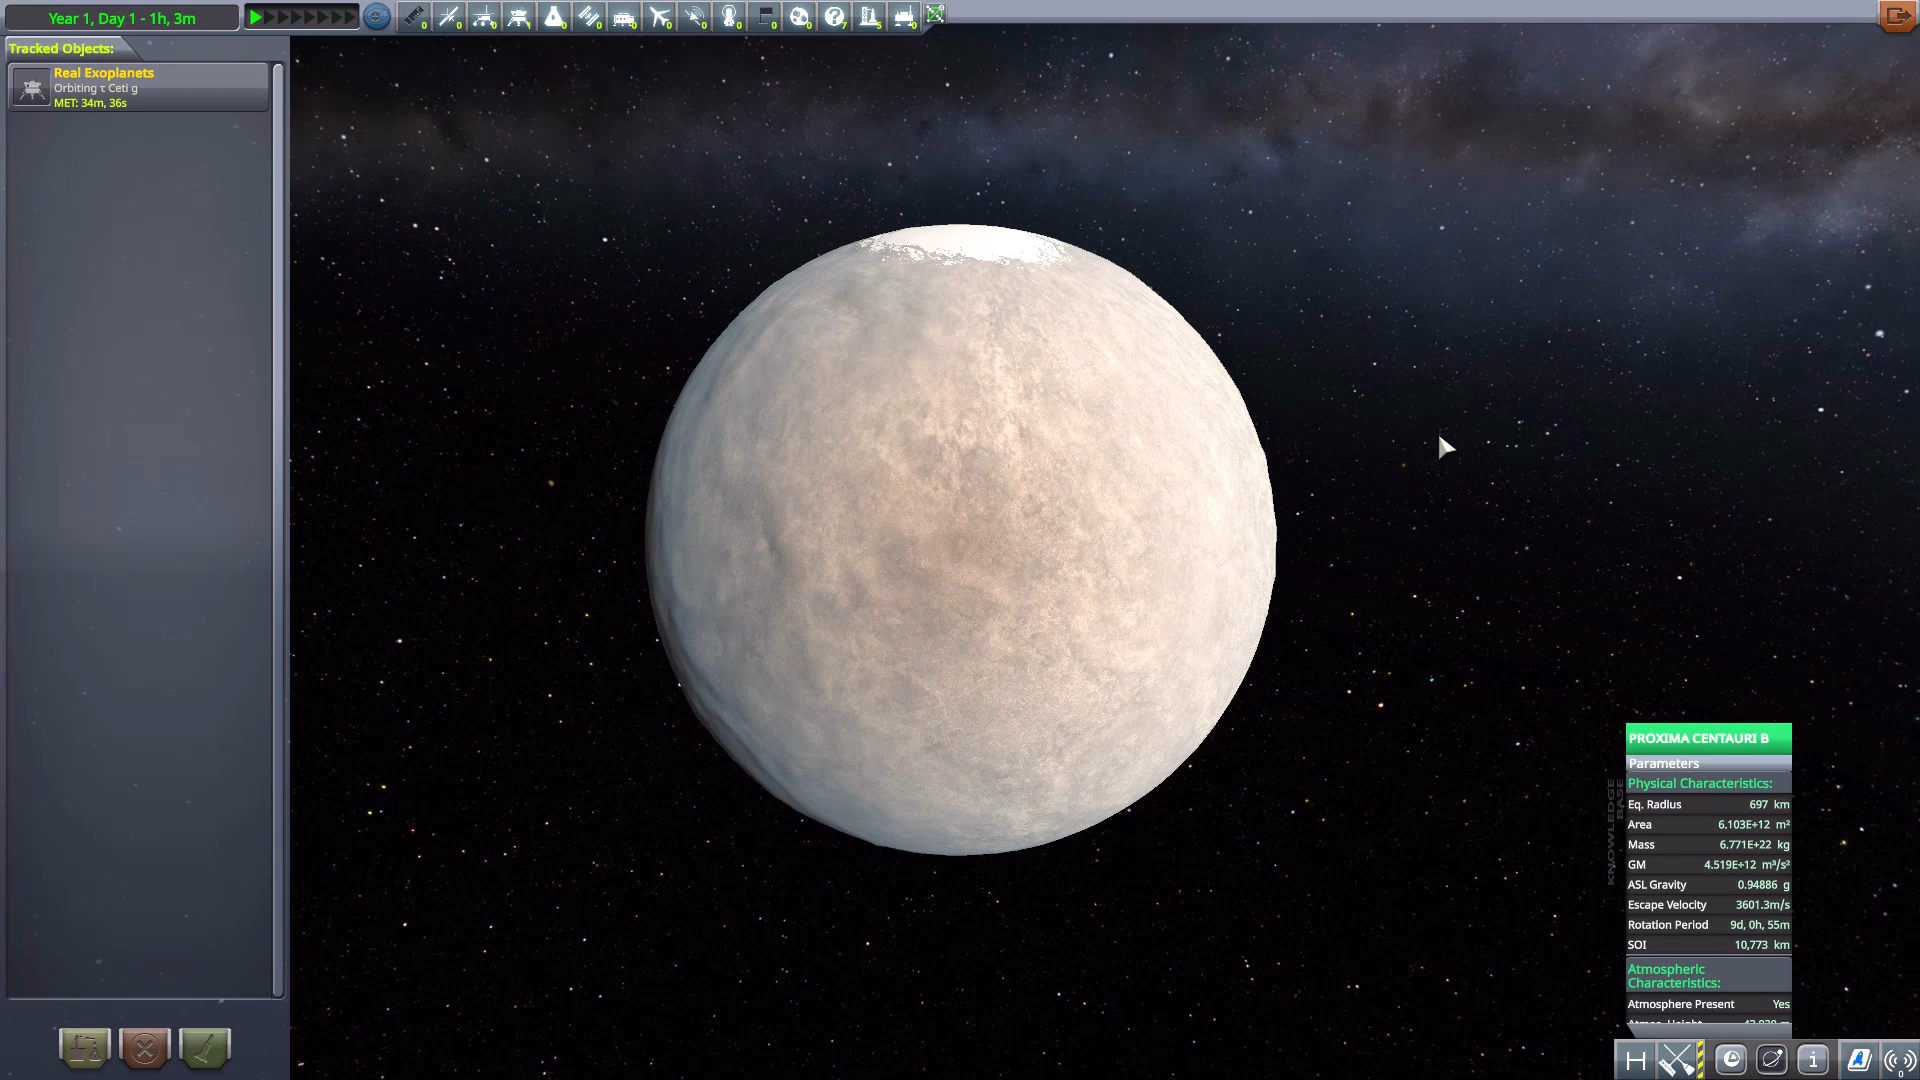 Year 1, Day 1 - 1h, 3m
Tracked Objects:
Real Exoplanets
Orbiting τ Ceti g
MET: 34m, 36s
PROXIMA CENTAURI B
Parameters
Physical Characteristics:
Eq. Radius 697 km
Area 6.103E+12 m²
Mass 6.771E+22 kg
GM 4.519E+12 m³/s²
ASL Gravity 0.94886 g
Escape Velocity 3601.3m/s
Rotation Period 9d, 0h, 55m
SOI 10,773 km
Atmospheric
Characteristics:
Atmosphere Present Yes
KNOWLEDGE
BASE